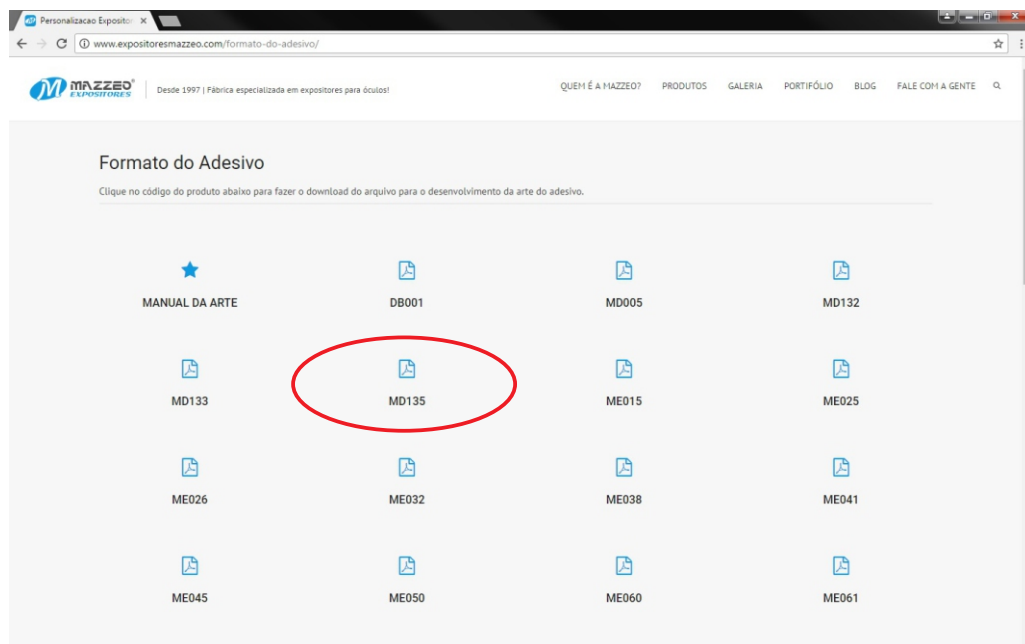 Personalizacao Exposito
www.expositoresmazzeo.com/formato-do-adesivo/
MAZZEO
EXPOSITORES
Desde 1997 | Fábrica especializada em expositores para óculos!
QUEM É A MAZZEO? PRODUTOS GALERIA PORTIFÓLIO BLOG FALE COM A GENTE
Formato do Adesivo
Clique no código do produto abaixo para fazer o download do arquivo para o desenvolvimento da arte do adesivo.
MANUAL DA ARTE DB001 MD005 MD132
MD133 MD135 ME015 ME025
ME026 ME032 ME038 ME041
ME045 ME050 ME060 ME061